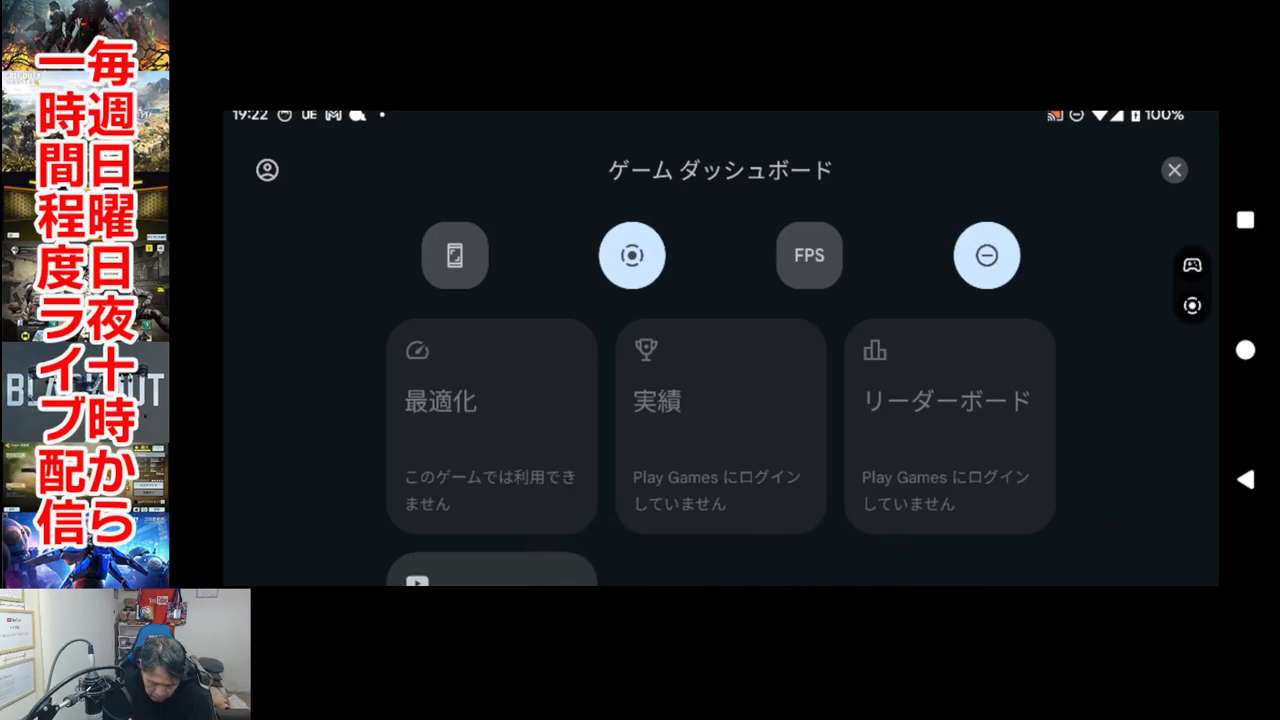 毎週日曜日夜十時から
一時間程度ライブ配信
19:22 UE 100%
ゲーム ダッシュボード
FPS
最適化
このゲームでは利用でき
ません
実績
Play Games にログイン
していません
リーダーボード
Play Games にログイン
していません